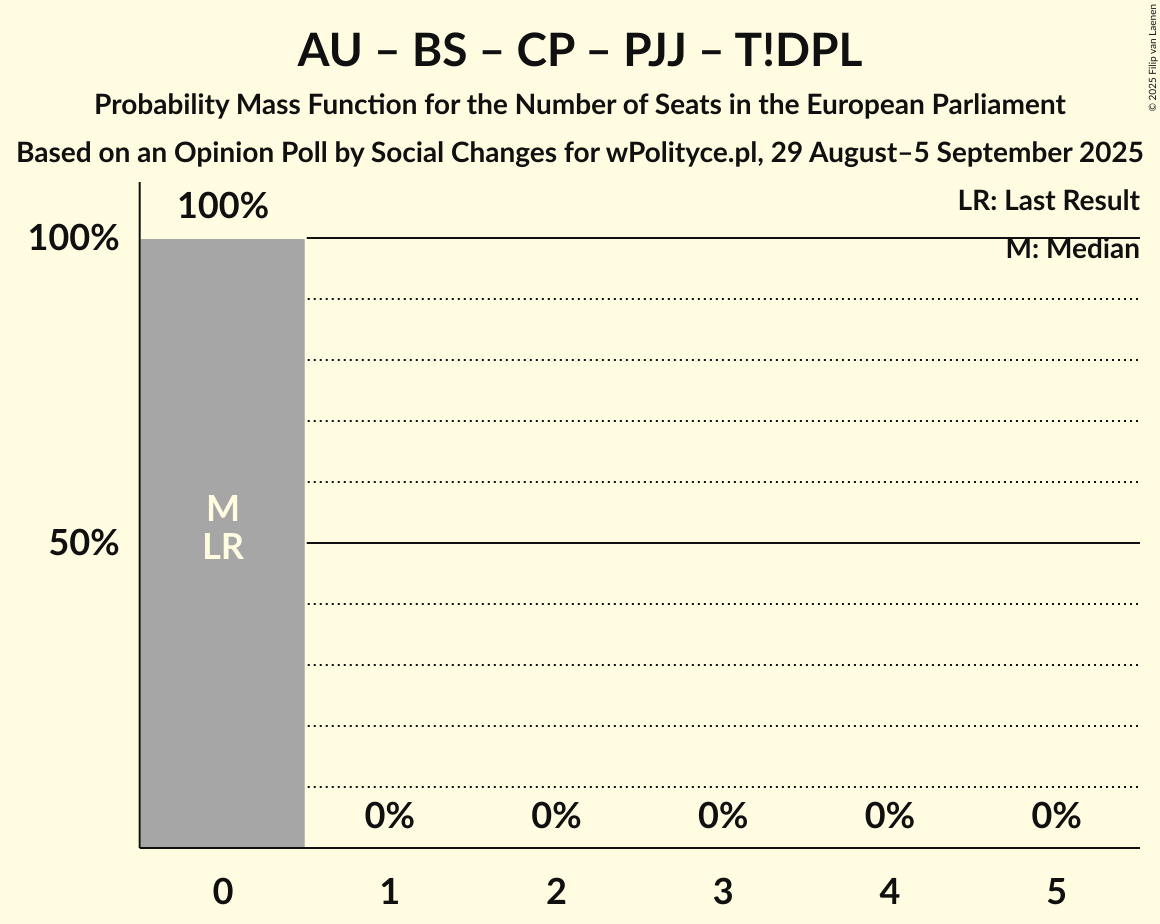 AU – BS – CP – PJJ – T!DPL
Probability Mass Function for the Number of Seats in the European Parliament
Based on an Opinion Poll by Social Changes for wPolityce.pl, 29 August–5 September 2025
© 2025 Filip van Laenen
LR: Last Result
M: Median
100%
100%
50%
M
LR
0%
0%
0%
0%
0%
0
1
2
3
4
5